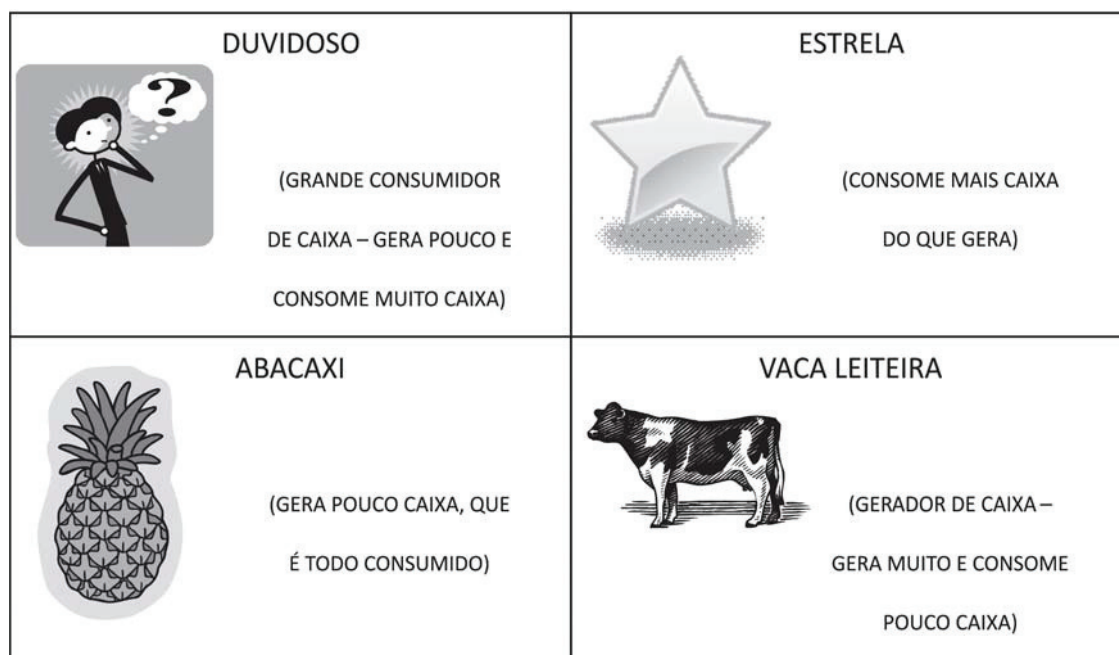 DUVIDOSO
?
(GRANDE CONSUMIDOR
DE CAIXA – GERA POUCO E
CONSOME MUITO CAIXA)
ESTRELA
(CONSOME MAIS CAIXA
DO QUE GERA)
ABACAXI
(GERA POUCO CAIXA, QUE
É TODO CONSUMIDO)
VACA LEITEIRA
(GERADOR DE CAIXA –
GERA MUITO E CONSOME
POUCO CAIXA)